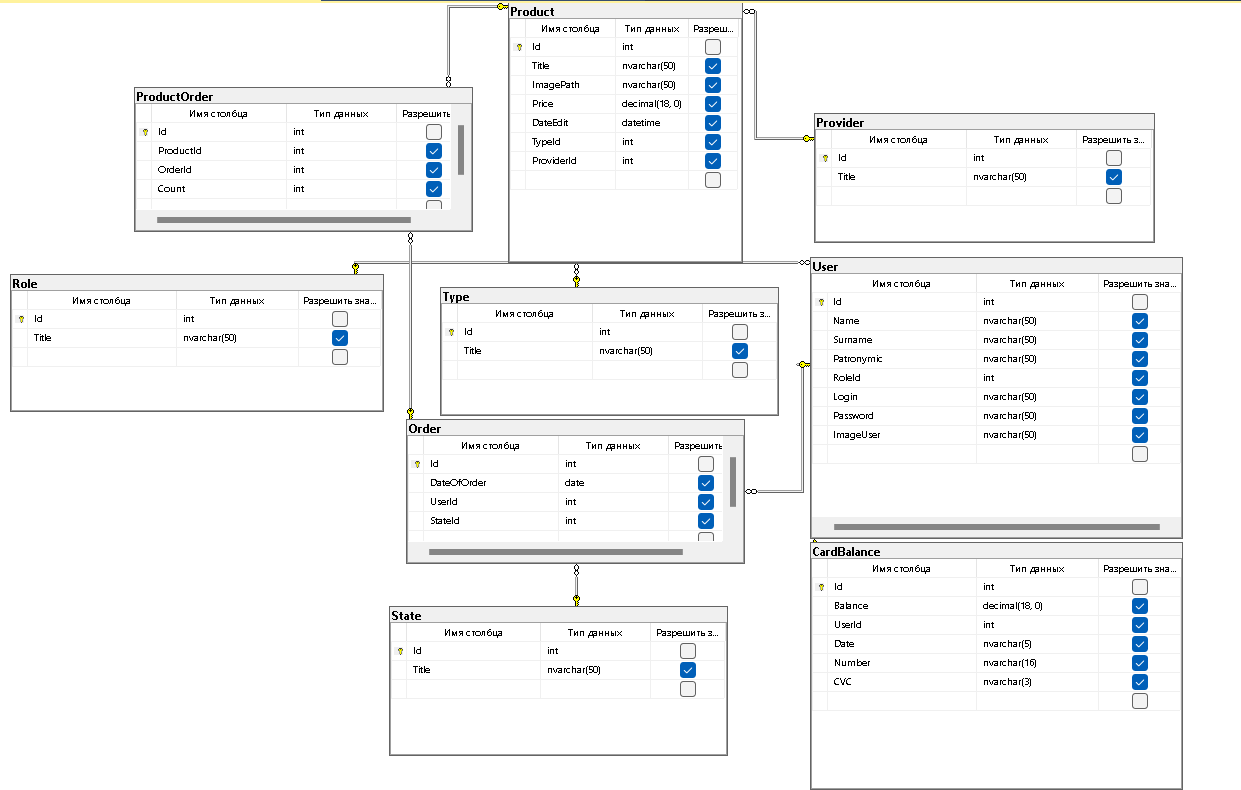 Product
Имя столбца Тип данных Разреш...
Id int
Title nvarchar(50)
ImagePath nvarchar(50)
Price decimal(18, 0)
DateEdit datetime
TypeId int
ProviderId int
ProductOrder
Имя столбца Тип данных Разрешить
Id int
ProductId int
OrderId int
Count int
Provider
Имя столбца Тип данных Разрешить з...
Id int
Title nvarchar(50)
Role
Имя столбца Тип данных Разрешить зна...
Id int
Title nvarchar(50)
Type
Имя столбца Тип данных Разрешить з...
Id int
Title nvarchar(50)
User
Имя столбца Тип данных Разрешить зна...
Id int
Name nvarchar(50)
Surname nvarchar(50)
Patronymic nvarchar(50)
RoleId int
Login nvarchar(50)
Password nvarchar(50)
ImageUser nvarchar(50)
Order
Имя столбца Тип данных Разрешить
Id int
DateOfOrder date
UserId int
StateId int
State
Имя столбца Тип данных Разрешить з...
Id int
Title nvarchar(50)
CardBalance
Имя столбца Тип данных Разрешить зна...
Id int
Balance decimal(18, 0)
UserId int
Date nvarchar(5)
Number nvarchar(16)
CVC nvarchar(3)